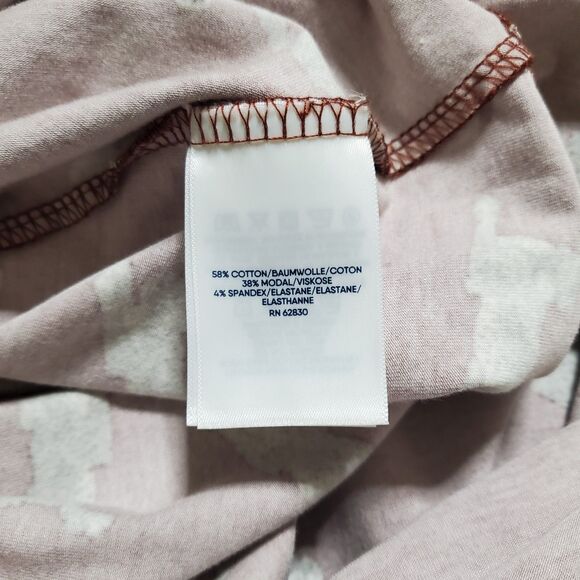 58% COTTON/BAUMWOLLE/COTON
38% MODAL/VISKOSE
4% SPANDEX/ELASTANE/ELASTANE/
ELASTHANNE
RN 62830